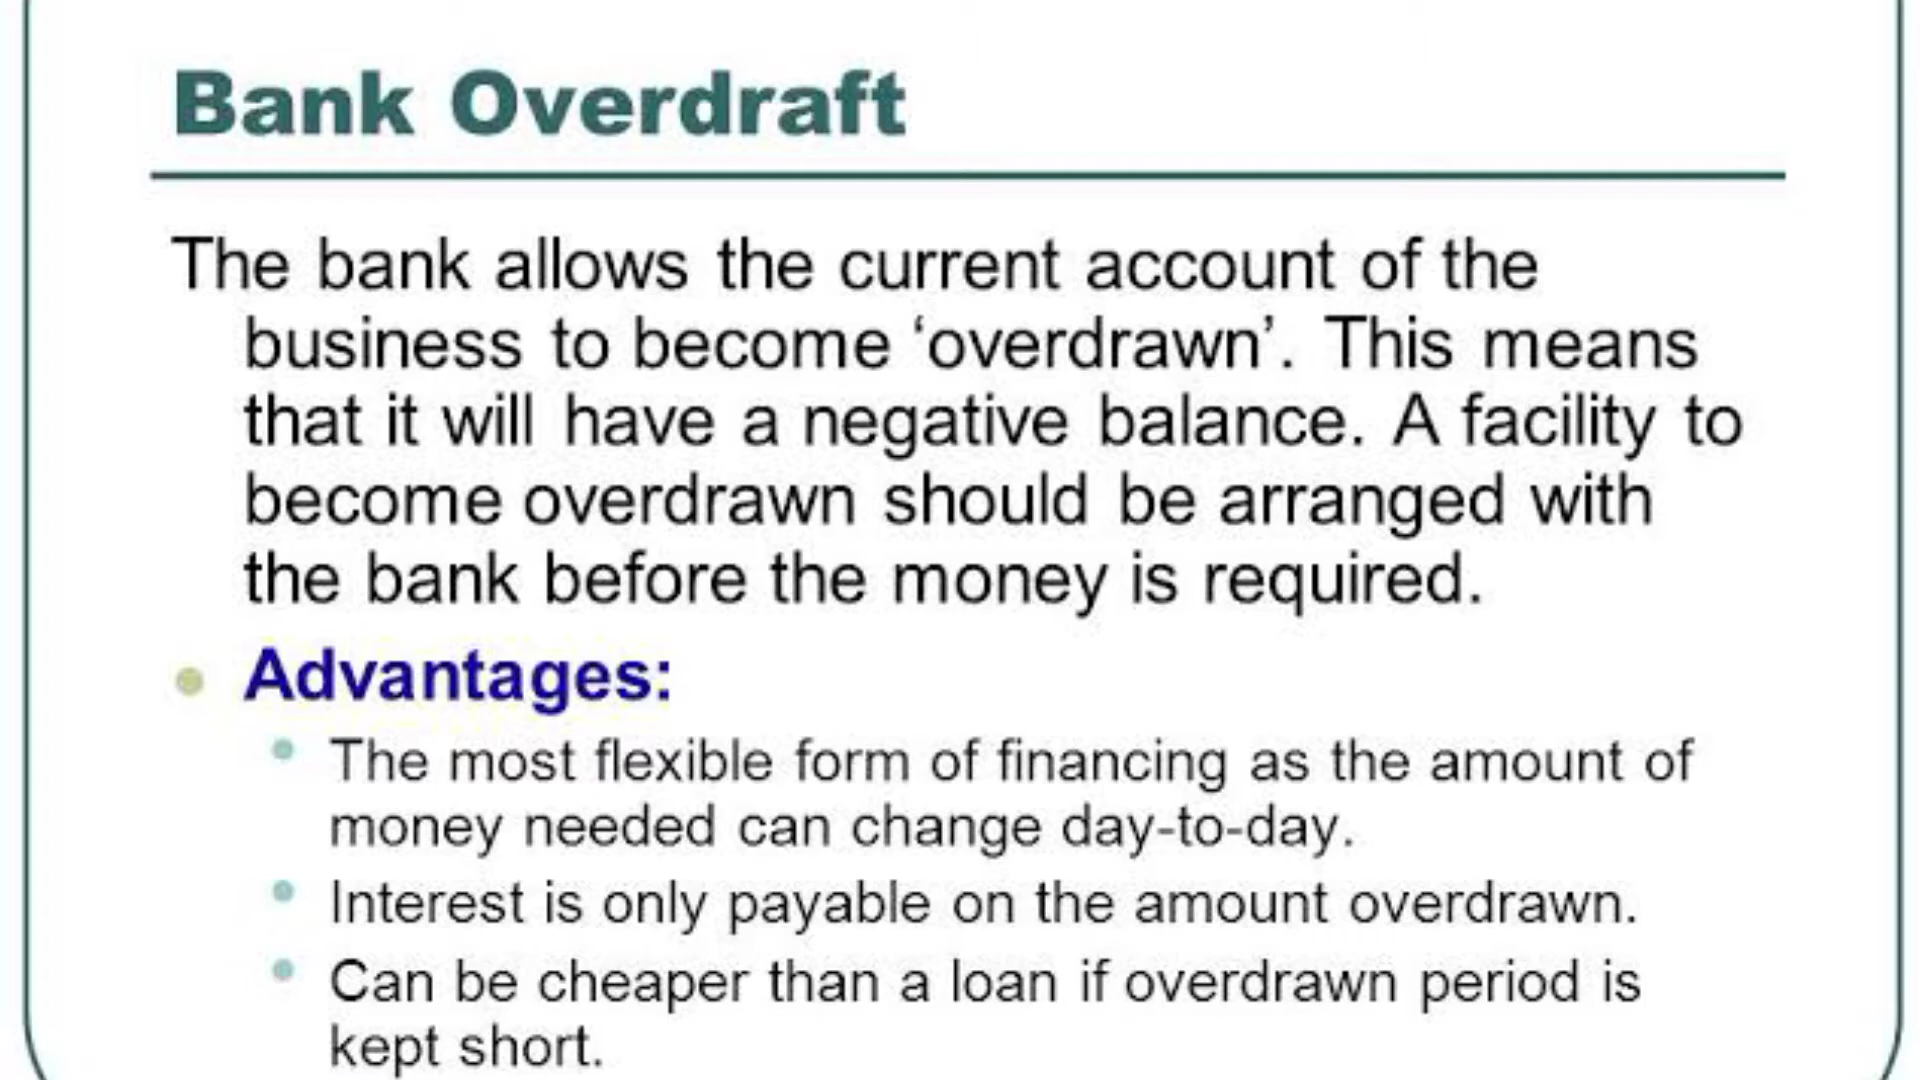 Bank Overdraft
The bank allows the current account of the
business to become ‘overdrawn’. This means
that it will have a negative balance. A facility to
become overdrawn should be arranged with
the bank before the money is required.
Advantages:
The most flexible form of financing as the amount of
money needed can change day-to-day.
Interest is only payable on the amount overdrawn.
Can be cheaper than a loan if overdrawn period is
kept short.